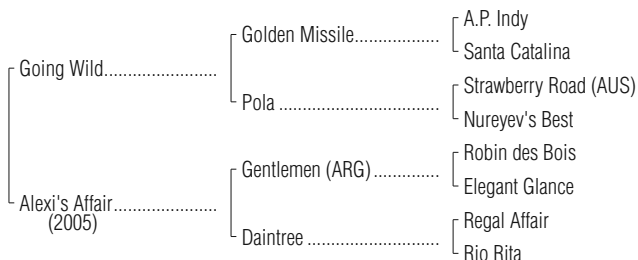 A.P. Indy
Golden Missile....................
Santa Catalina
Going Wild...........................
Strawberry Road (AUS)
Pola ......................................
Nureyev's Best
Robin des Bois
Gentlemen (ARG)...............
Elegant Glance
Alexi's Affair.........................
(2005)
Regal Affair
Daintree ...............................
Rio Rita